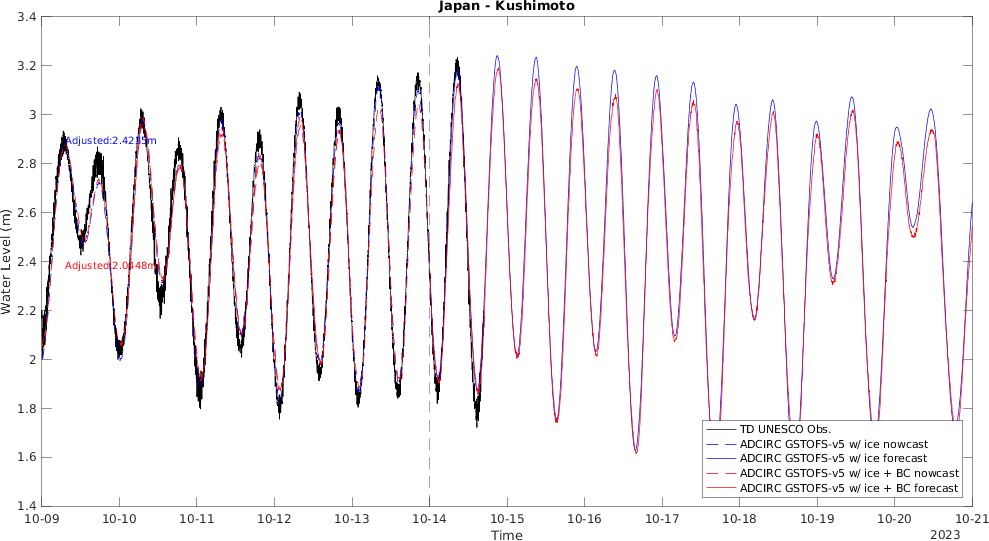 Japan - Kushimoto
3.4
3.2
3
2.8
2.6
2.4
2.2
2
1.8
1.6
1.4
Water Level (m)
Adjusted:2.4235m
Adjusted:2.0448m
TD UNESCO Obs.
ADCIRC GSTOFS-v5 w/ ice nowcast
ADCIRC GSTOFS-v5 w/ ice forecast
ADCIRC GSTOFS-v5 w/ ice + BC nowcast
ADCIRC GSTOFS-v5 w/ ice + BC forecast
10-09 10-10 10-11 10-12 10-13 10-14 10-15 10-16 10-17 10-18 10-19 10-20 10-21
Time
2023